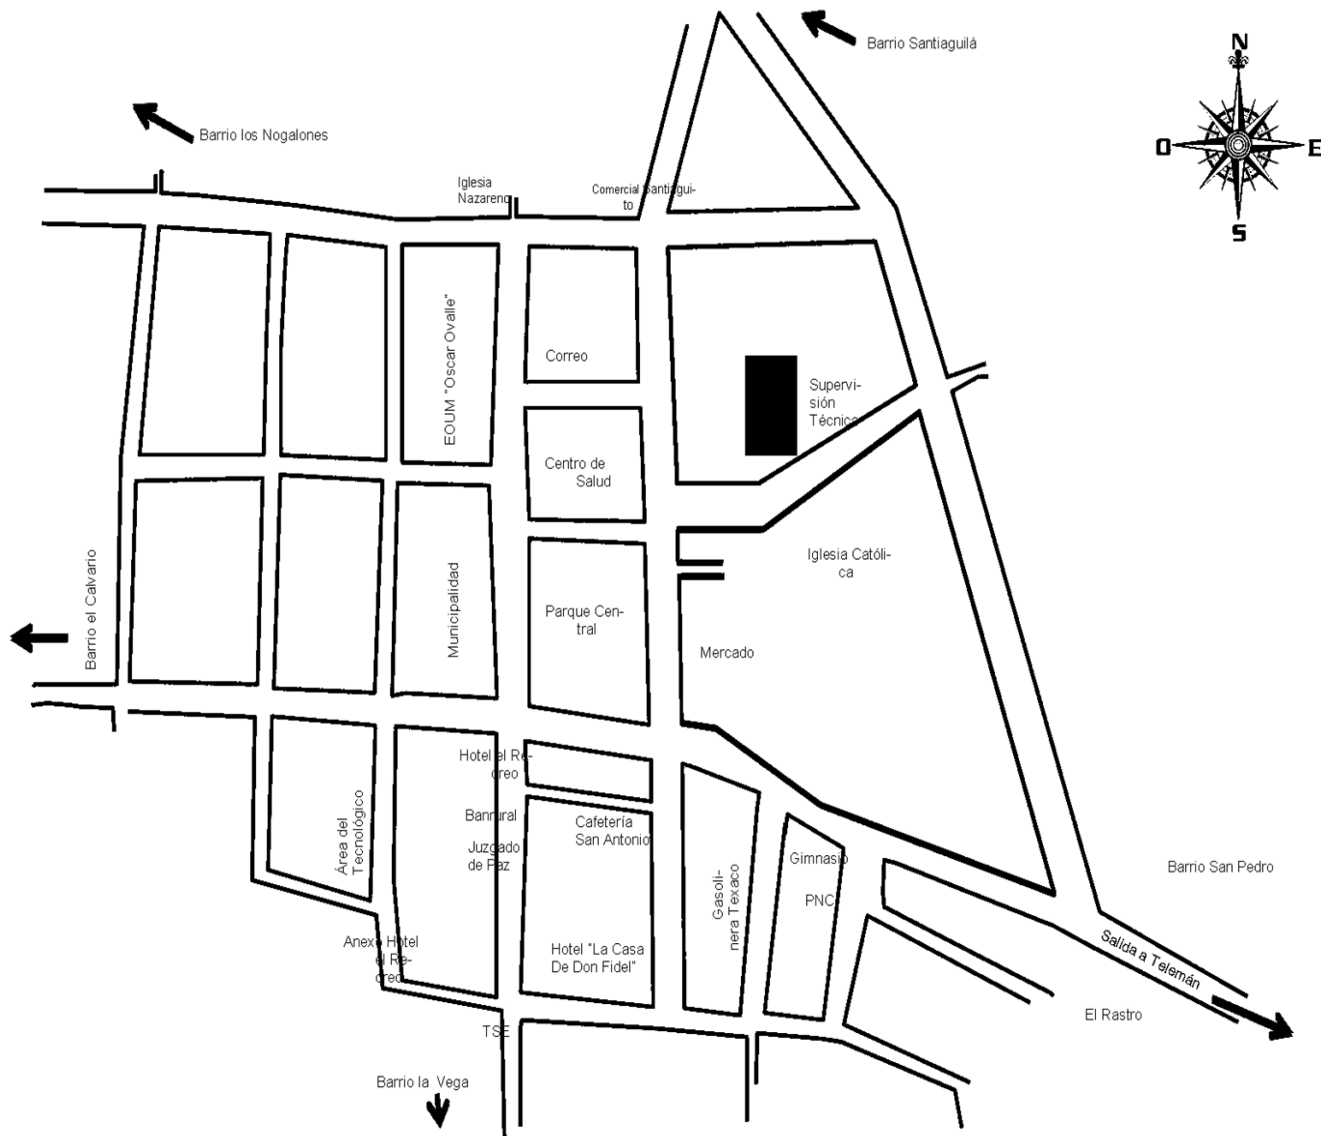 Barrio Santiaguilá
N
O
E
S
Barrio los Nogalones
Iglesia
Nazareno
Comercial Santiagui-
to
EOUM "Oscar Ovalle"
Correo
Supervi-
sión
Técnica
Centro de
Salud
Barrio el Calvario
Municipalidad
Iglesia Católi-
ca
Parque Cen-
tral
Mercado
Hotel el Re-
creo
Área del
Tecnológico
Banrural
Juzgado
de Paz
Cafetería
San Antonio
Gasoli-
nera Texaco
Gimnasio
PNC
Barrio San Pedro
Anexo Hotel
el Re-
creo
Hotel "La Casa
De Don Fidel"
Salida a Telemán
El Rastro
TSE
Barrio la Vega